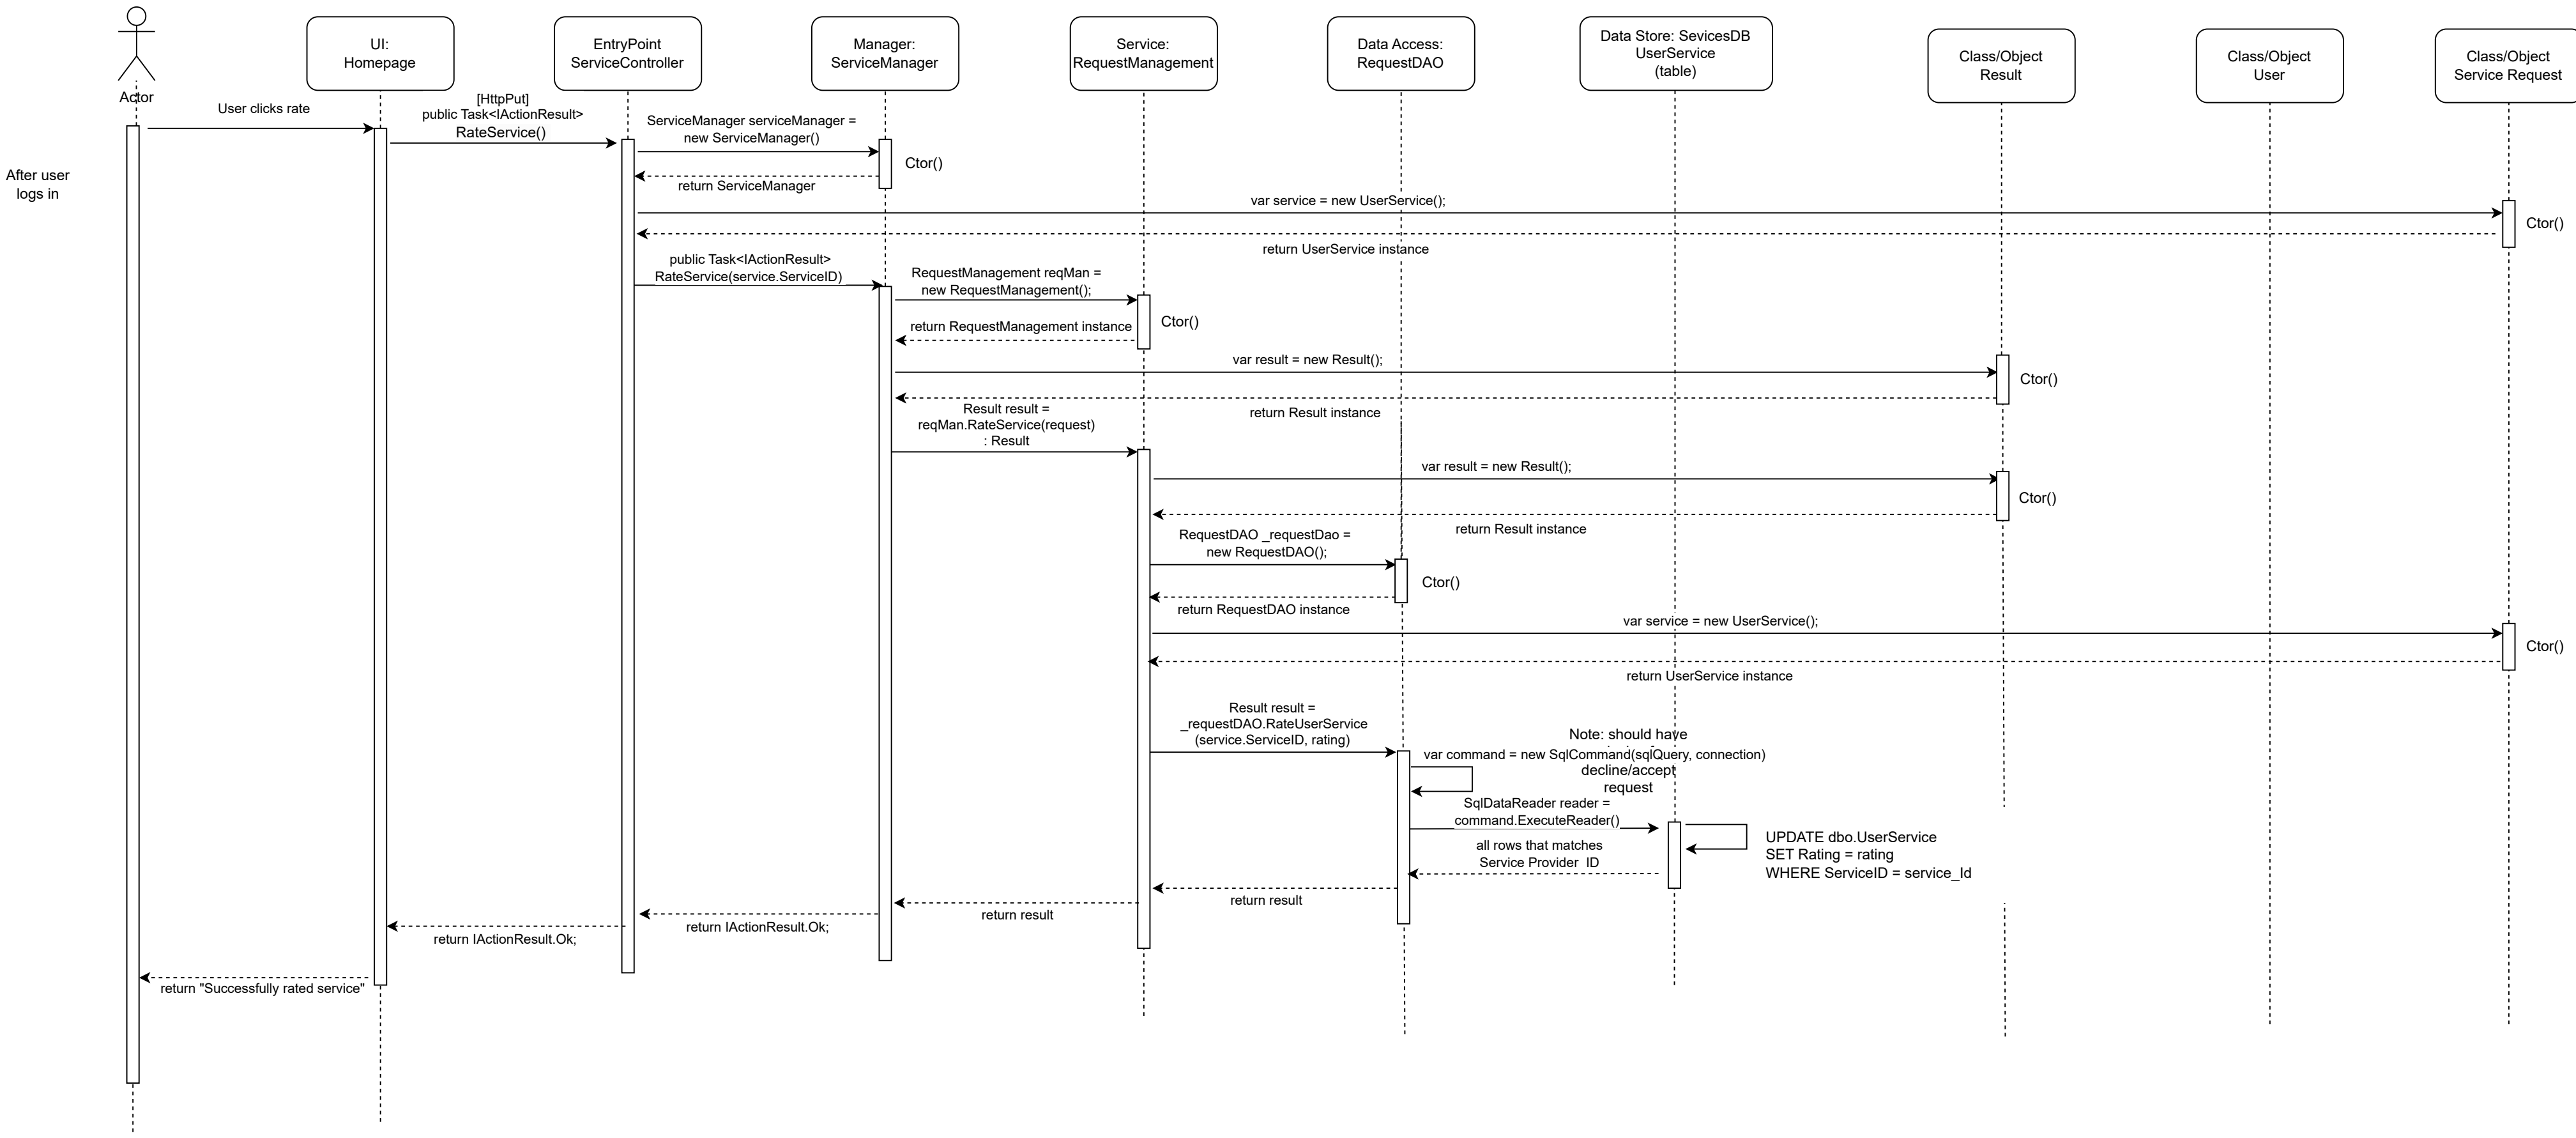 UI:
Homepage
EntryPoint
ServiceController
Manager:
ServiceManager
Service:
RequestManagement
Data Access:
RequestDAO
Data Store: SevicesDB
UserService
(table)
Class/Object
Result
Class/Object
User
Class/Object
Service Request
Actor
User clicks rate
[HttpPut]
public Task<IActionResult>
RateService()
ServiceManager serviceManager =
new ServiceManager()
Ctor()
return ServiceManager
After user
logs in
var service = new UserService();
Ctor()
return UserService instance
public Task<IActionResult>
RateService(service.ServiceID)
RequestManagement reqMan =
new RequestManagement();
Ctor()
return RequestManagement instance
var result = new Result();
Ctor()
return Result instance
Result result =
reqMan.RateService(request)
: Result
var result = new Result();
Ctor()
return Result instance
RequestDAO _requestDao =
new RequestDAO();
Ctor()
return RequestDAO instance
var service = new UserService();
Ctor()
return UserService instance
Result result =
_requestDAO.RateUserService
(service.ServiceID, rating)
Note: should have
var command = new SqlCommand(sqlQuery, connection)
decline/accept
request
SqlDataReader reader =
command.ExecuteReader()
UPDATE dbo.UserService
SET Rating = rating
WHERE ServiceID = service_Id
all rows that matches
Service Provider ID
return result
return result
return IActionResult.Ok;
return IActionResult.Ok;
return "Successfully rated service"